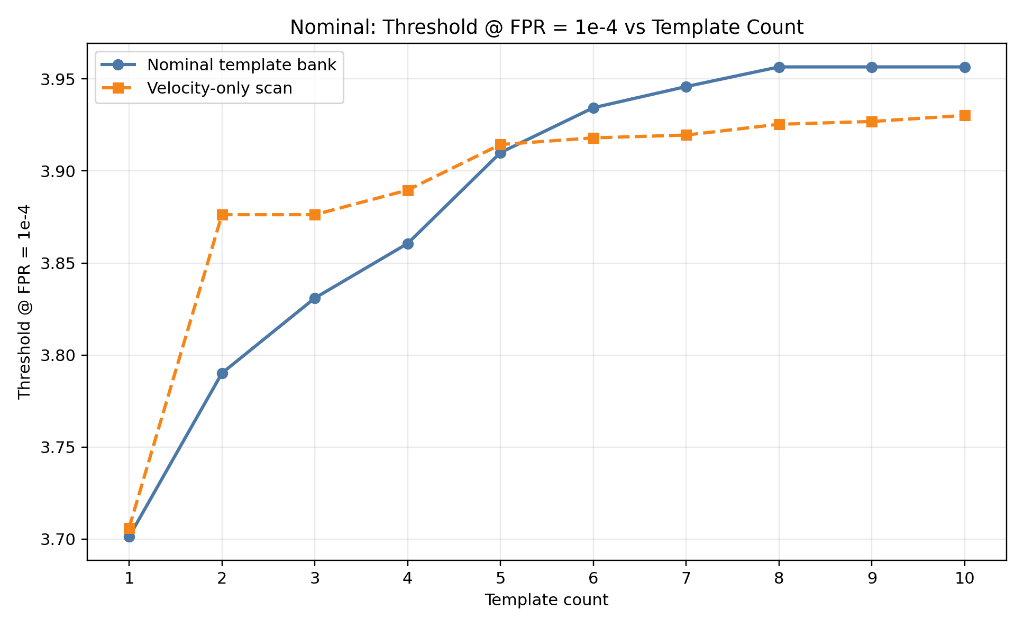 Nominal: Threshold @ FPR = 1e-4 vs Template Count
Nominal template bank
Velocity-only scan
Threshold @ FPR = 1e-4
3.95
3.90
3.85
3.80
3.75
3.70
1 2 3 4 5 6 7 8 9 10
Template count